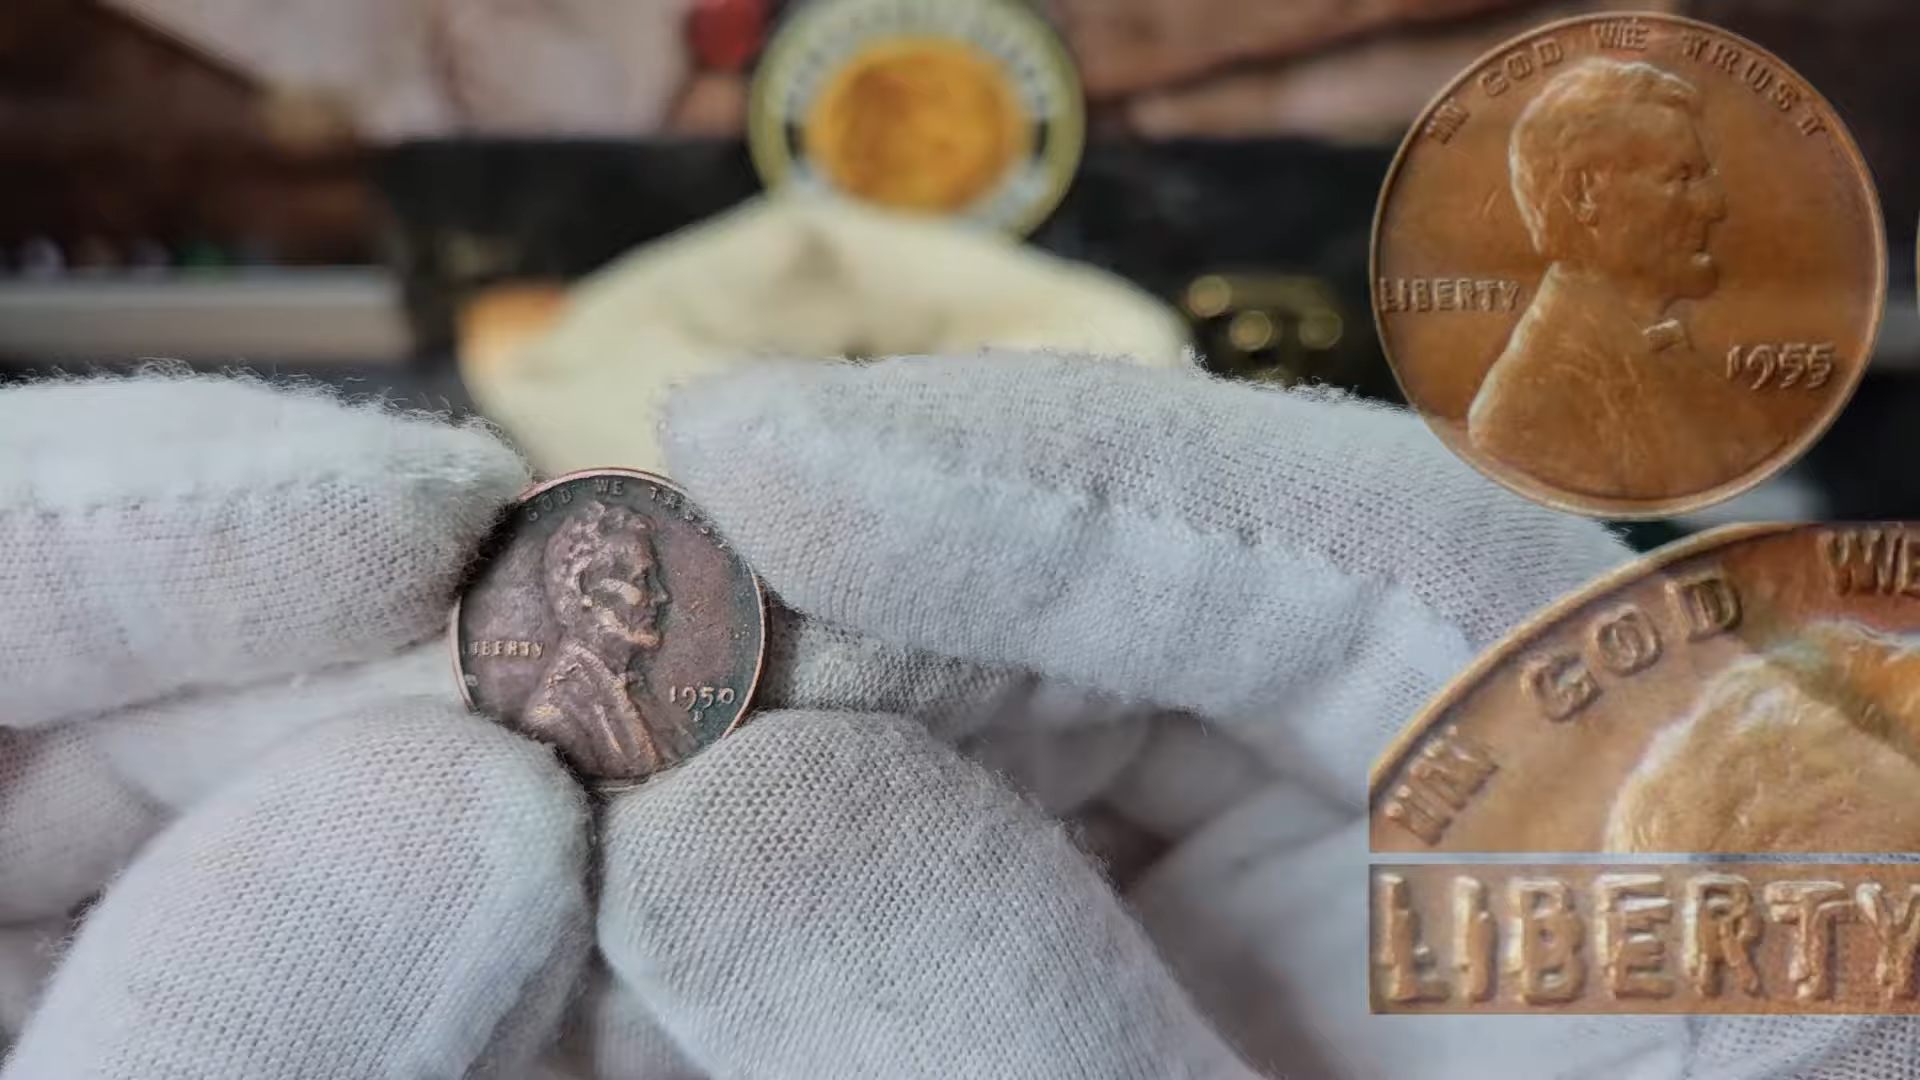 IN GOD WE TRUST
LIBERTY
1955
GOD WE TRUST
LIBERTY
1950
D
IN GOD WE
LIBERTY